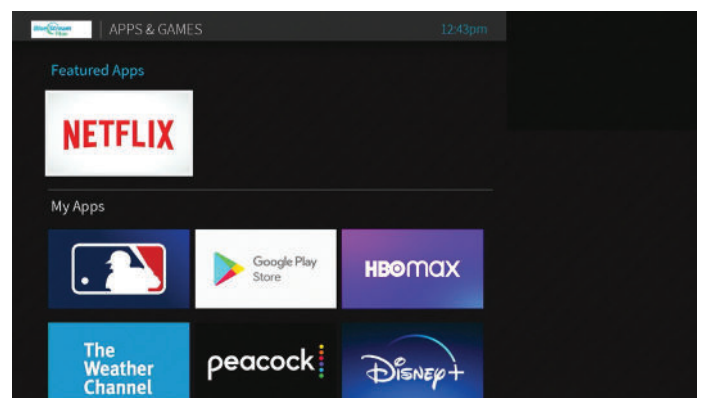 APPS & GAMES
12:43pm
Featured Apps
NETFLIX
My Apps
Google Play
Store
HBOmax
The
Weather
Channel
peacock
Disney+